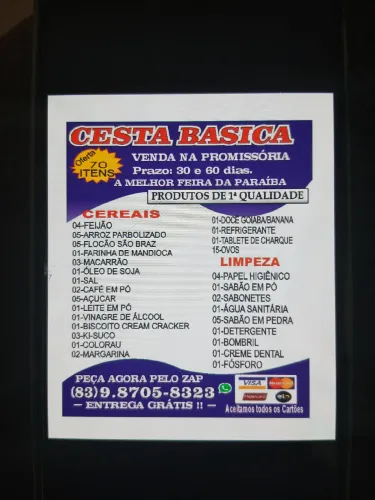 CESTA BASICA
Oferta
70
ITENS
VENDA NA PROMISSÓRIA
Prazo: 30 e 60 dias.
A MELHOR FEIRA DA PARAÍBA
PRODUTOS DE 1ª QUALIDADE
CEREAIS
04-FEIJÃO
05-ARROZ PARBOLIZADO
05-FLOCÃO SÃO BRAZ
01-FARINHA DE MANDIOCA
03-MACARRÃO
01-ÓLEO DE SOJA
01-SAL
02-CAFÉ EM PÓ
05-AÇUCAR
01-LEITE EM PÓ
01-VINAGRE DE ÁLCOOL
01-BISCOITO CREAM CRACKER
03-KI-SUCO
01-COLORAU
02-MARGARINA
01-DOCE GOIABA/BANANA
01-REFRIGERANTE
01-TABLETE DE CHARQUE
15-OVOS
LIMPEZA
04-PAPEL HIGIÊNICO
01-SABÃO EM PÓ
02-SABONETES
01-ÁGUA SANITÁRIA
05-SABÃO EM PEDRA
01-DETERGENTE
01-BOMBRIL
01-CREME DENTAL
01-FÓSFORO
PEÇA AGORA PELO ZAP
(83)9.8705-8323
— ENTREGA GRÁTIS !! —
VISA MasterCard
Hipercard elo
Aceitamos todos os Cartões